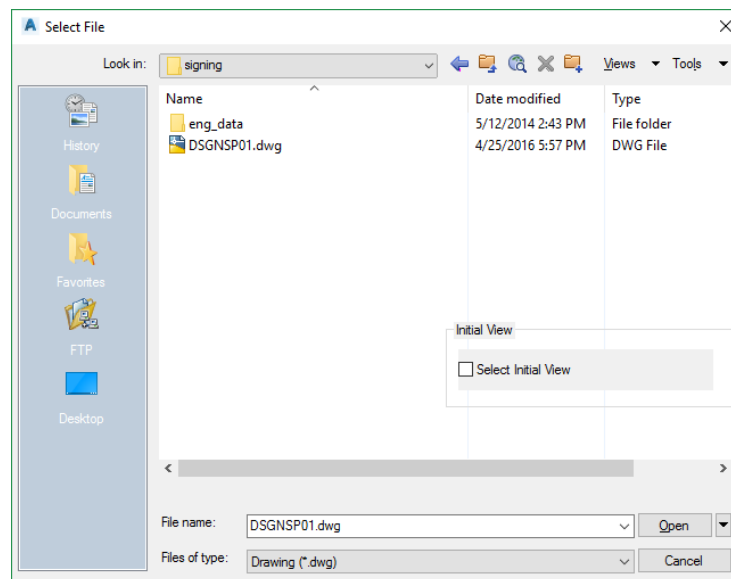 Select File
Look in:
signing
Views
Tools
Name
Date modified
Type
eng_data
5/12/2014 2:43 PM
File folder
DSGNSP01.dwg
4/25/2016 5:57 PM
DWG File
History
Documents
Favorites
FTP
Desktop
Initial View
Select Initial View
File name:
DSGNSP01.dwg
Open
Files of type:
Drawing (*.dwg)
Cancel